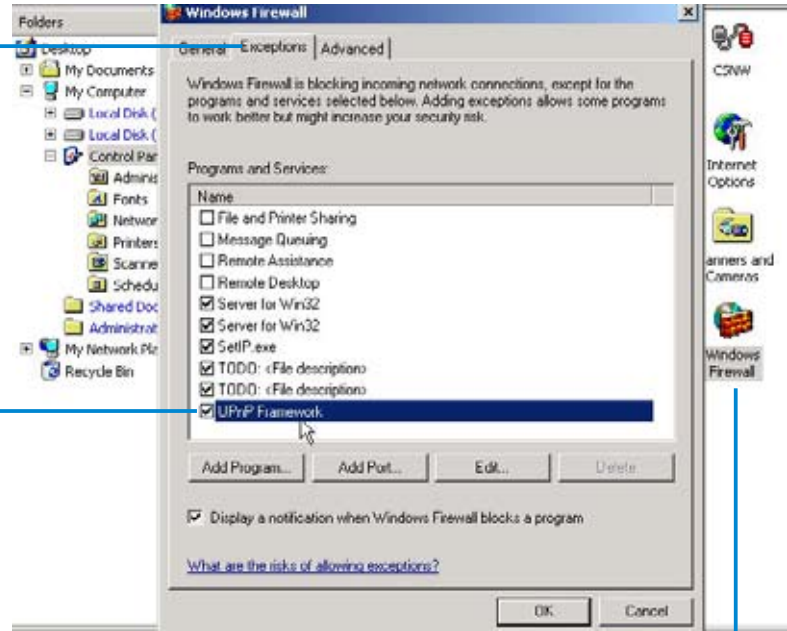 Folders
Desktop
My Documents
My Computer
Local Disk (
Local Disk (
Control Par
Adminis
Fonts
Networ
Printers
Scanne
Schedu
Shared Doc
Administrat
My Network Pla
Recycle Bin
Windows Firewall
General
Exceptions
Advanced
Windows Firewall is blocking incoming network connections, except for the
programs and services selected below. Adding exceptions allows some programs
to work better but might increase your security risk.
Programs and Services:
Name
File and Printer Sharing
Message Queuing
Remote Assistance
Remote Desktop
Server for Win32
Server for Win32
SetIP.exe
TODO: <File description>
TODO: <File description>
UPnP Framework
Add Program...
Add Port...
Edit...
Delete
Display a notification when Windows Firewall blocks a program
What are the risks of allowing exceptions?
OK
Cancel
CSNW
Internet
Options
anners and
Cameras
Windows
Firewall